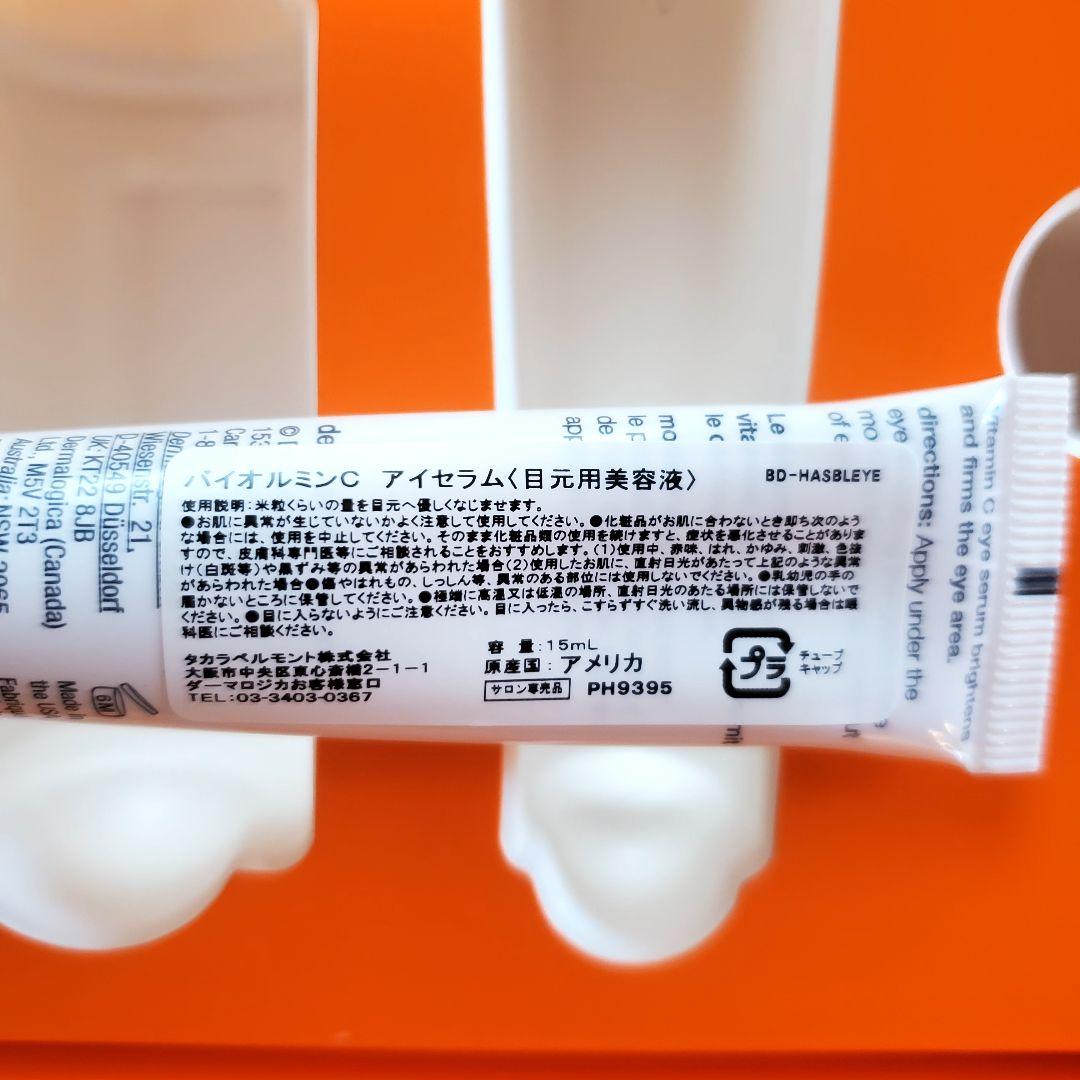 バイオルミンC アイセラム〈目元用美容液〉
BD-HASBLEYE
使用説明:米粒くらいの量を目元へ優しくなじませます。
●お肌に異常が生じていないかよく注意して使用してください。●化粧品がお肌に合わないとき即ち次のよう
な場合には、使用を中止してください。そのまま化粧品類の使用を続けますと、症状を悪化させることがありま
すので、皮膚科専門医等にご相談されることをおすすめします。(1)使用中、赤味、はれ、かゆみ、刺激、色抜
け(白斑等)や黒ずみ等の異常があらわれた場合(2)使用したお肌に、直射日光があたって上記のような異常
があらわれた場合●傷やはれもの、しっしん等、異常のある部位には使用しないでください。●乳幼児の手の
届かないところに保管してください。●極端に高温又は低温の場所、直射日光のあたる場所には保管しないで
ください。●目に入らないようにご注意ください。目に入ったら、こすらずすぐ洗い流し、異物感が残る場合は眼
科医にご相談ください。
タカラベルモント株式会社
大阪市中央区東心斎橋2-1-1
ダーマロジカお客様窓口
TEL:03-3403-0367
容 量:15mL
原産国:アメリカ
サロン専売品 PH9395
プラ
チューブ
キャップ
vitamin C eye serum brightens
and firms the eye area.
directions: Apply under the
eye
mo
of e
Le
vita
le c
mo
le p
de
app
de
Wiesenstr. 21,
D-40549 Düsseldorf
UK KT22 8JB
Dermalogica (Canada)
Ltd., M5V 2T3
Australia NSW
6M
Made in
the US
Fabriqu